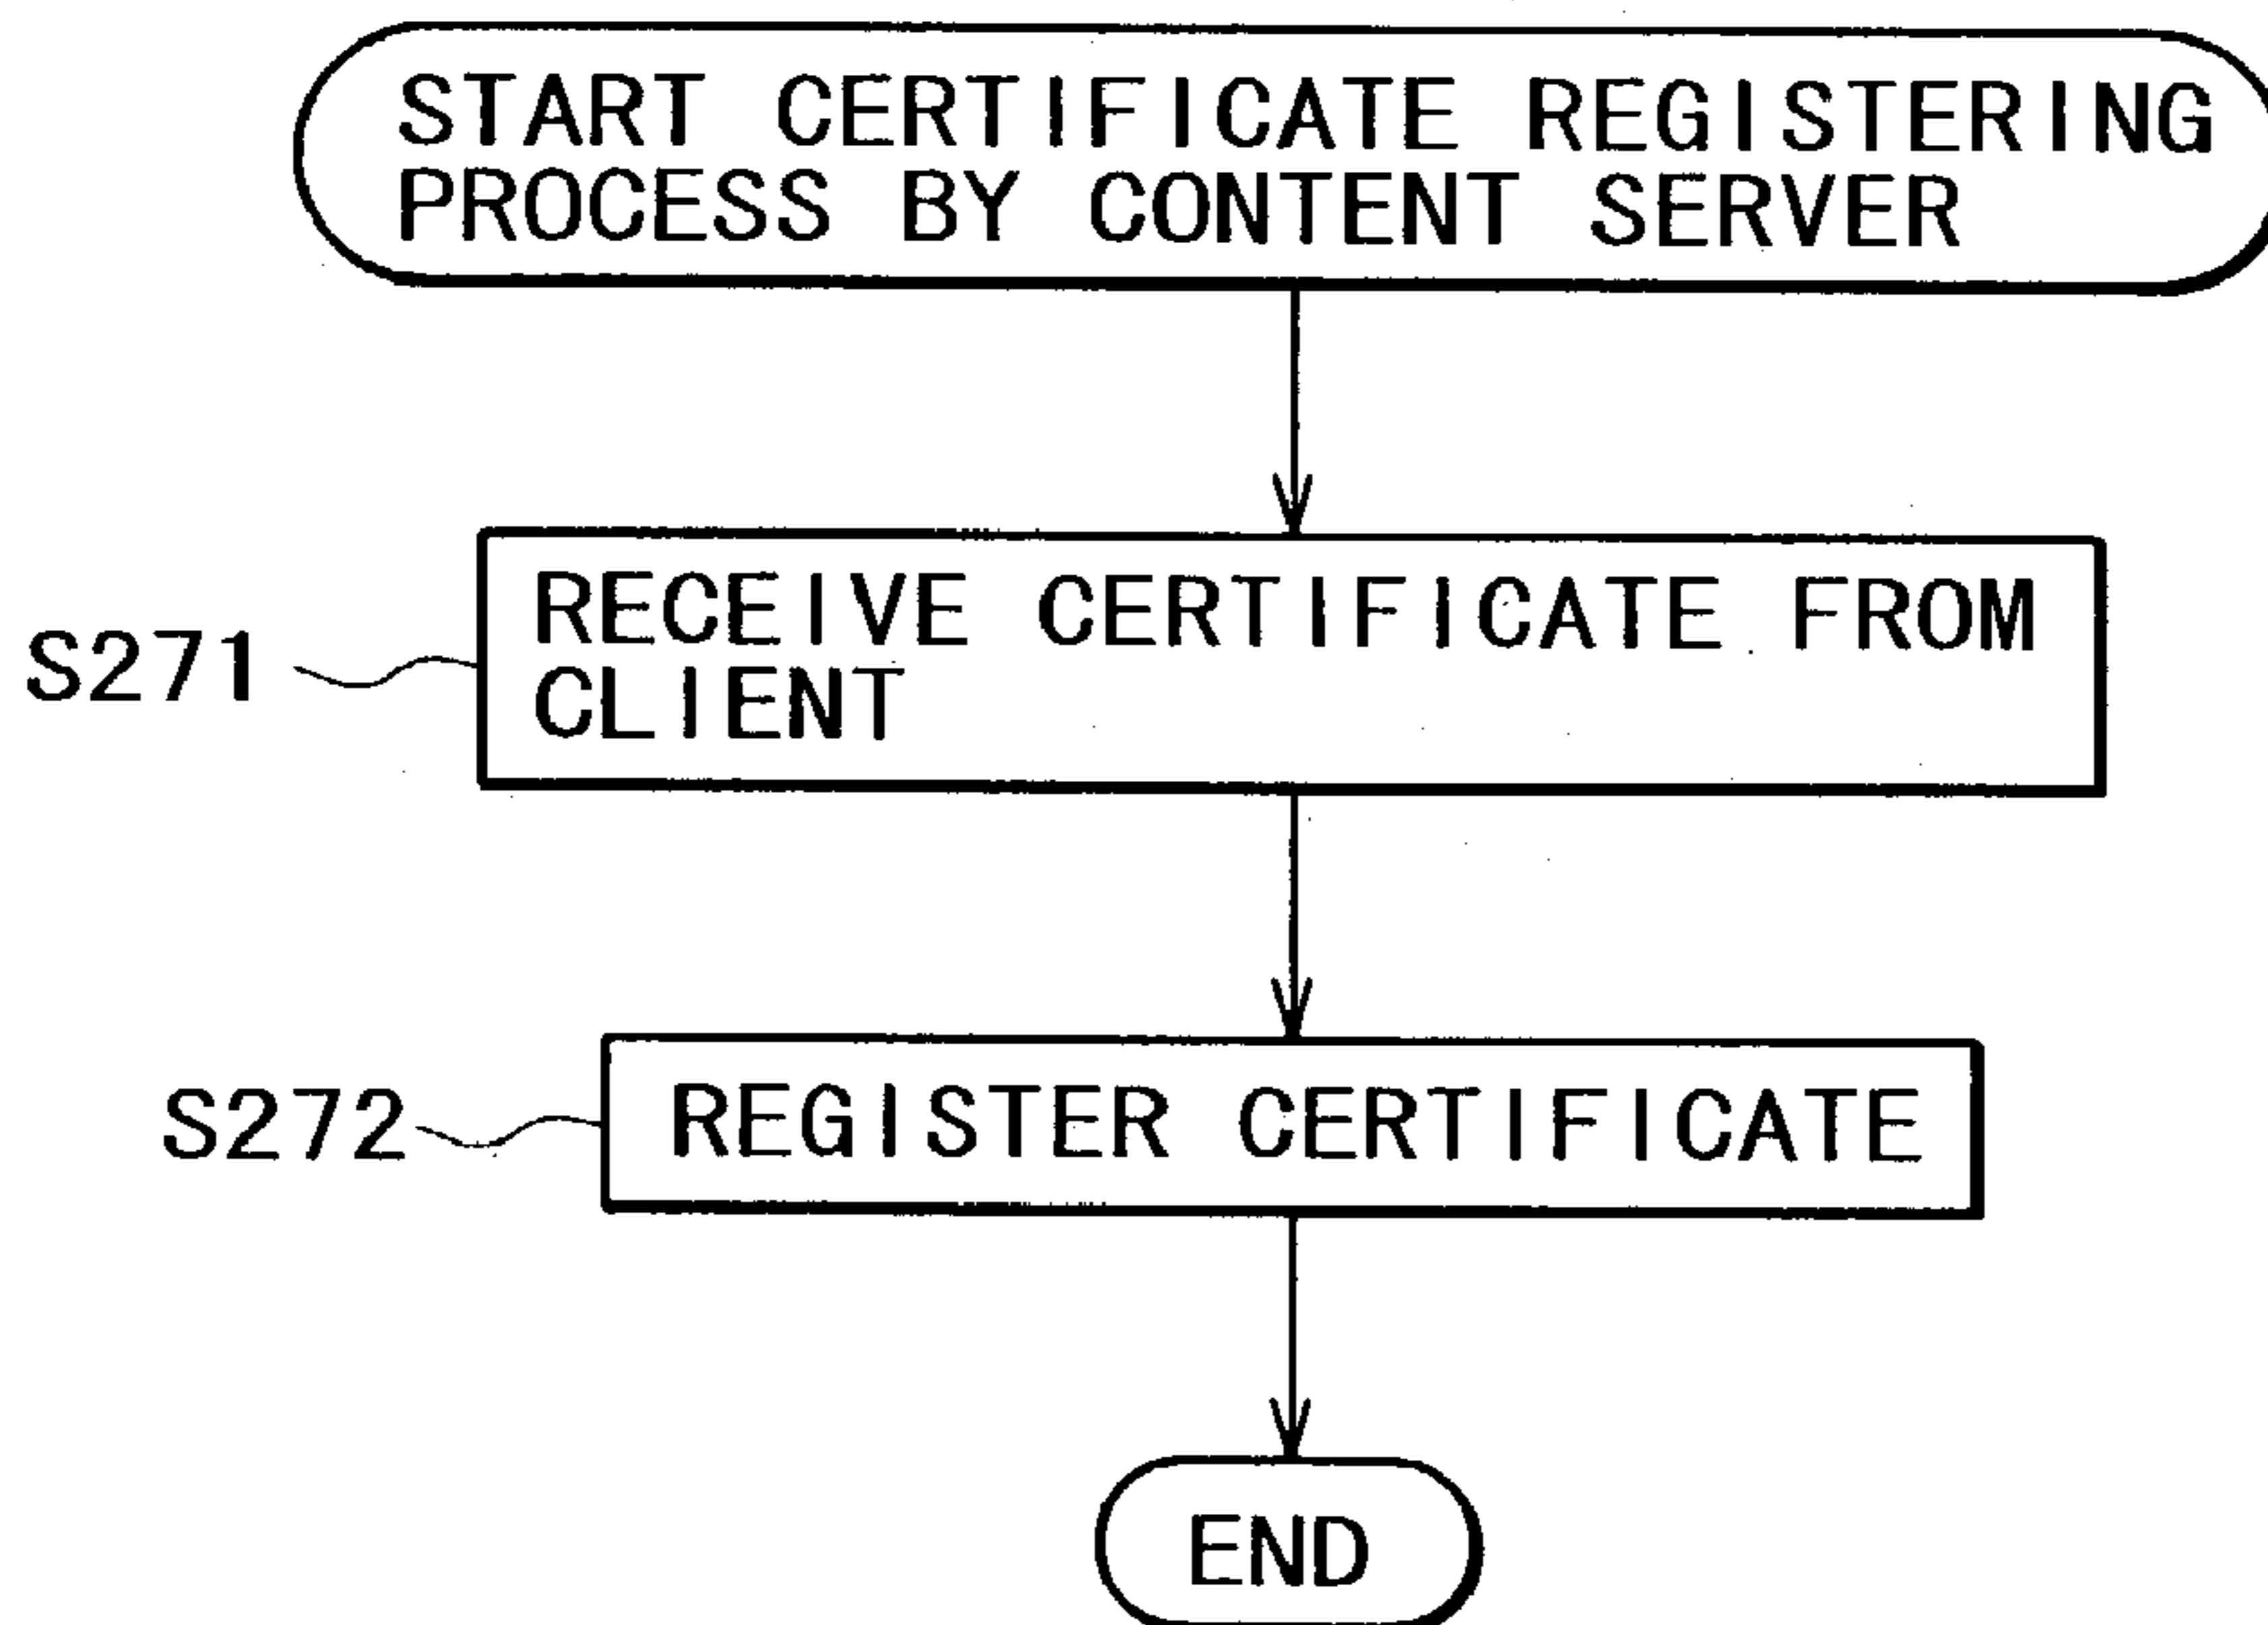 START CERTIFICATE REGISTERING
PROCESS BY CONTENT SERVER
S271
RECEIVE CERTIFICATE FROM
CLIENT
S272
REGISTER CERTIFICATE
END